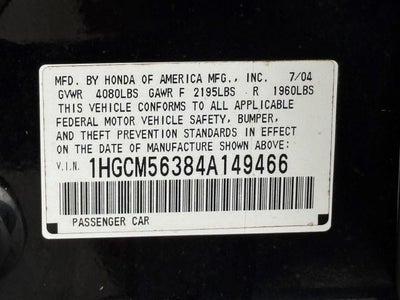 MFD. BY HONDA OF AMERICA MFG., INC. 7/04
GVWR 4080LBS GAWR F 2195LBS R 1960LBS
THIS VEHICLE CONFORMS TO ALL APPLICABLE
FEDERAL MOTOR VEHICLE SAFETY, BUMPER,
AND THEFT PREVENTION STANDARDS IN EFFECT
ON THE DATE OF MANUFACTURE SHOWN ABOVE:
V.I.N. 1HGCM56384A149466
PASSENGER CAR